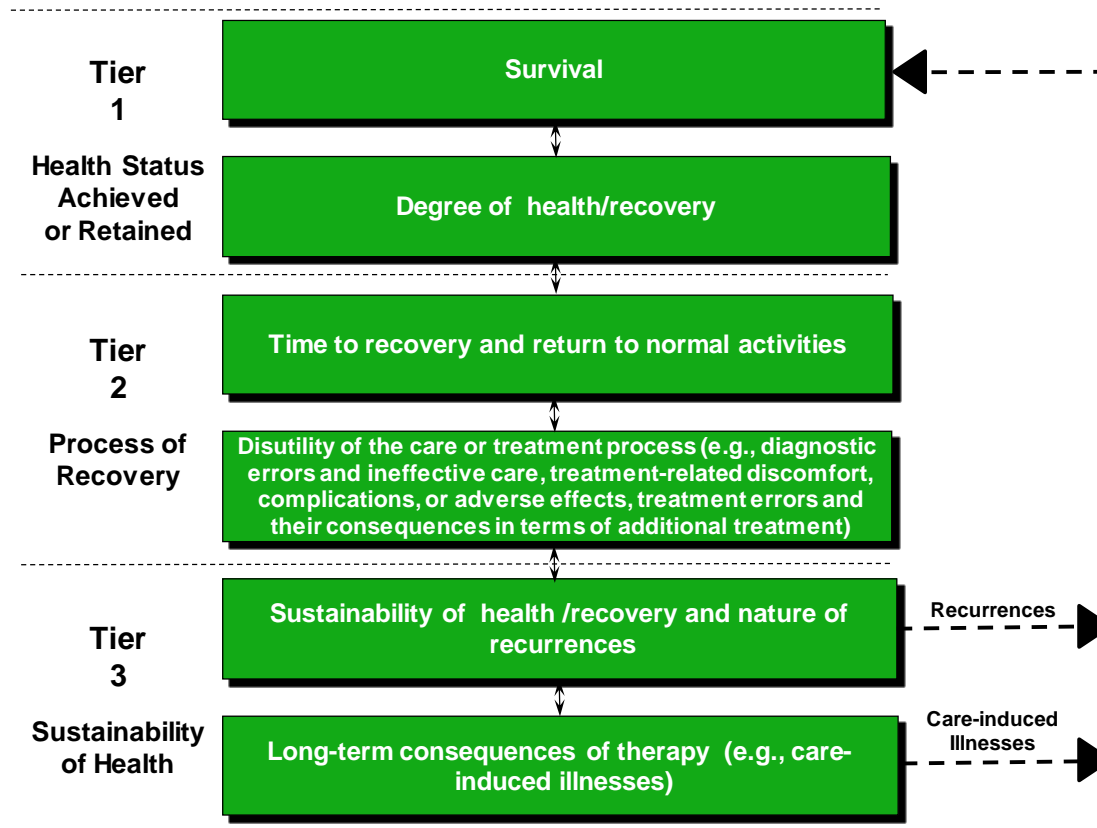 Tier
1
Survival
Health Status
Achieved
or Retained
Degree of health/recovery
Tier
2
Time to recovery and return to normal activities
Process of
Recovery
Disutility of the care or treatment process (e.g., diagnostic
errors and ineffective care, treatment-related discomfort,
complications, or adverse effects, treatment errors and
their consequences in terms of additional treatment)
Tier
3
Sustainability of health /recovery and nature of
recurrences
Recurrences
Sustainability
of Health
Long-term consequences of therapy (e.g., care-
induced illnesses)
Care-induced
Illnesses